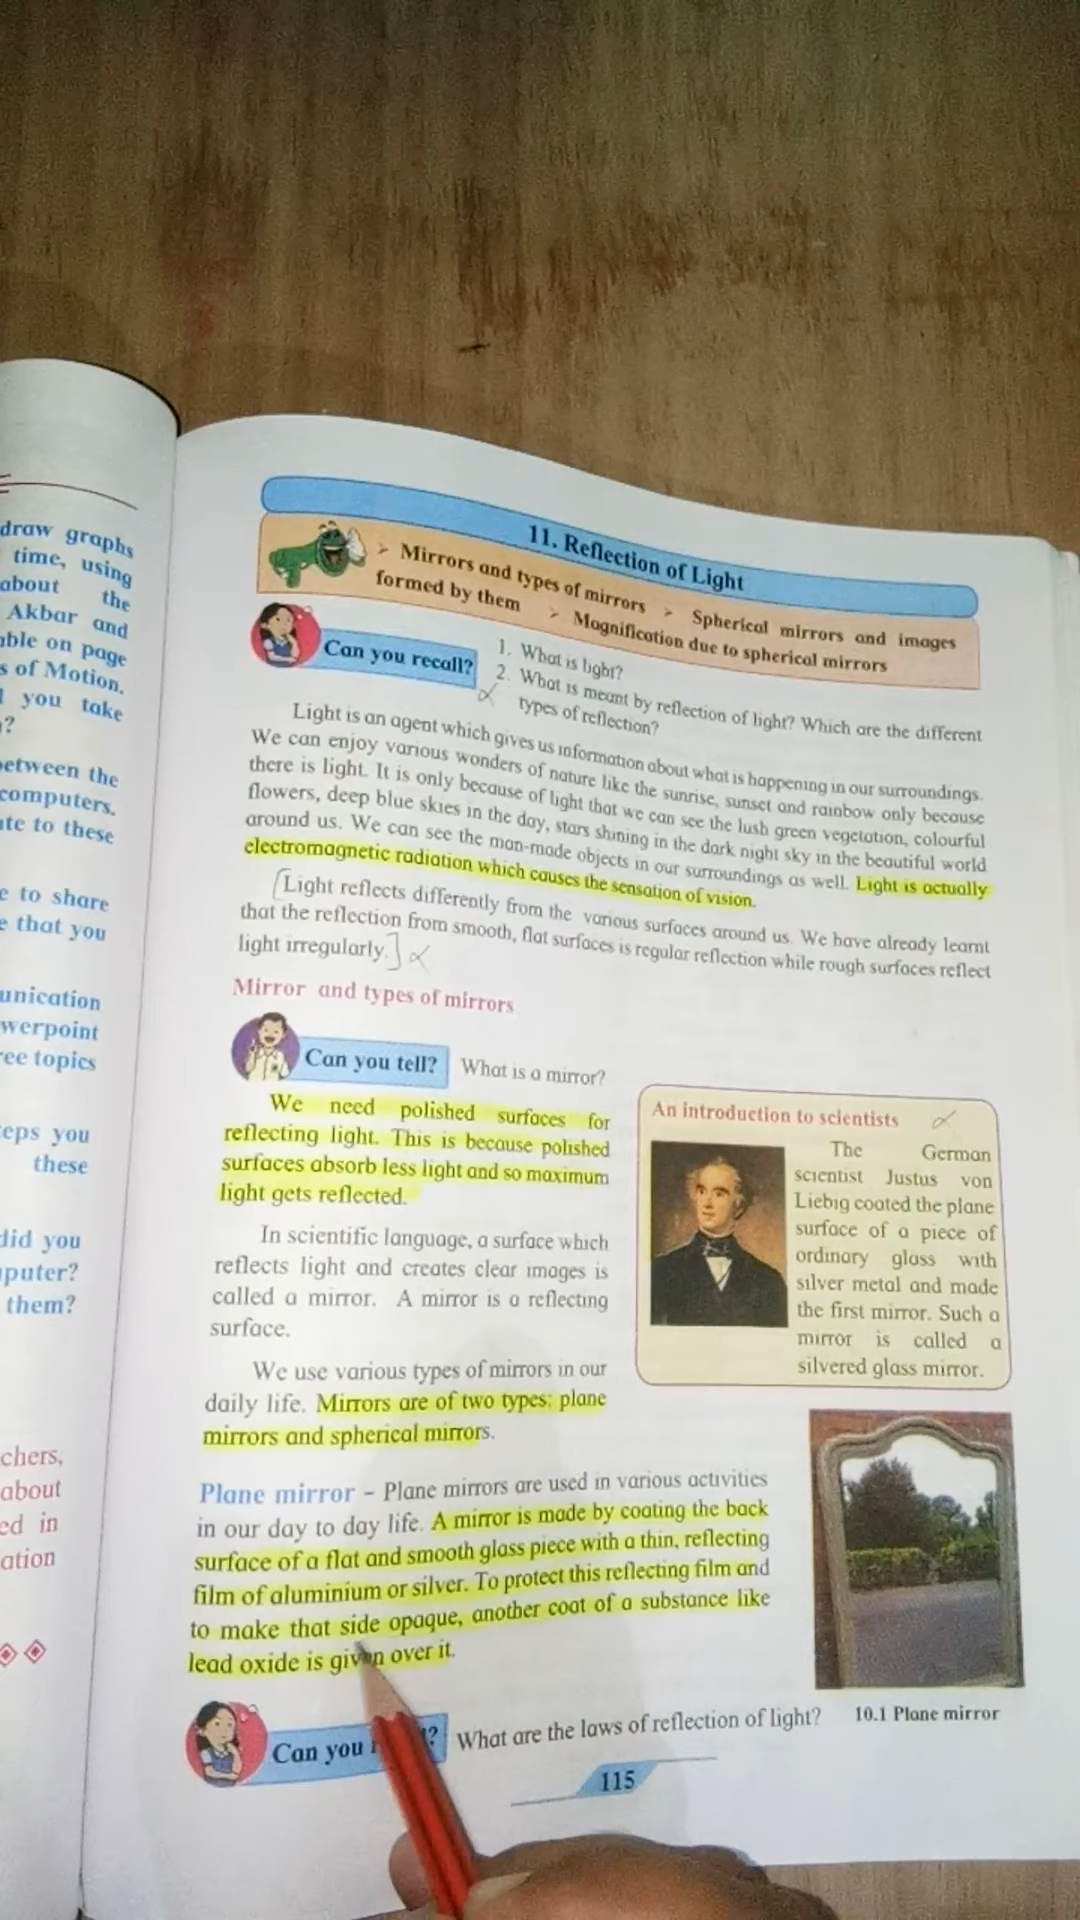 draw graphs
time, using
about the
Akbar and
able on page
s of Motion.
you take
?
between the
computers.
ate to these
e to share
e that you
unication
werpoint
ree topics
eps you
these
did you
puter?
them?
chers,
about
ed in
ation
11. Reflection of Light
➢ Mirrors and types of mirrors ➢ Spherical mirrors and images
formed by them ➢ Magnification due to spherical mirrors
Can you recall?
1. What is light?
2. What is meant by reflection of light? Which are the different
types of reflection?
Light is an agent which gives us information about what is happening in our surroundings.
We can enjoy various wonders of nature like the sunrise, sunset and rainbow only because
there is light. It is only because of light that we can see the lush green vegetation, colourful
flowers, deep blue skies in the day, stars shining in the dark night sky in the beautiful world
around us. We can see the man-made objects in our surroundings as well. Light is actually
electromagnetic radiation which causes the sensation of vision.
Light reflects differently from the various surfaces around us. We have already learnt
that the reflection from smooth, flat surfaces is regular reflection while rough surfaces reflect
light irregularly.
Mirror and types of mirrors
Can you tell? What is a mirror?
We need polished surfaces for
reflecting light. This is because polished
surfaces absorb less light and so maximum
light gets reflected.
In scientific language, a surface which
reflects light and creates clear images is
called a mirror. A mirror is a reflecting
surface.
We use various types of mirrors in our
daily life. Mirrors are of two types: plane
mirrors and spherical mirrors.
An introduction to scientists
The German
scientist Justus von
Liebig coated the plane
surface of a piece of
ordinary glass with
silver metal and made
the first mirror. Such a
mirror is called a
silvered glass mirror.
Plane mirror – Plane mirrors are used in various activities
in our day to day life. A mirror is made by coating the back
surface of a flat and smooth glass piece with a thin, reflecting
film of aluminium or silver. To protect this reflecting film and
to make that side opaque, another coat of a substance like
lead oxide is given over it.
10.1 Plane mirror
Can you ? What are the laws of reflection of light?
115